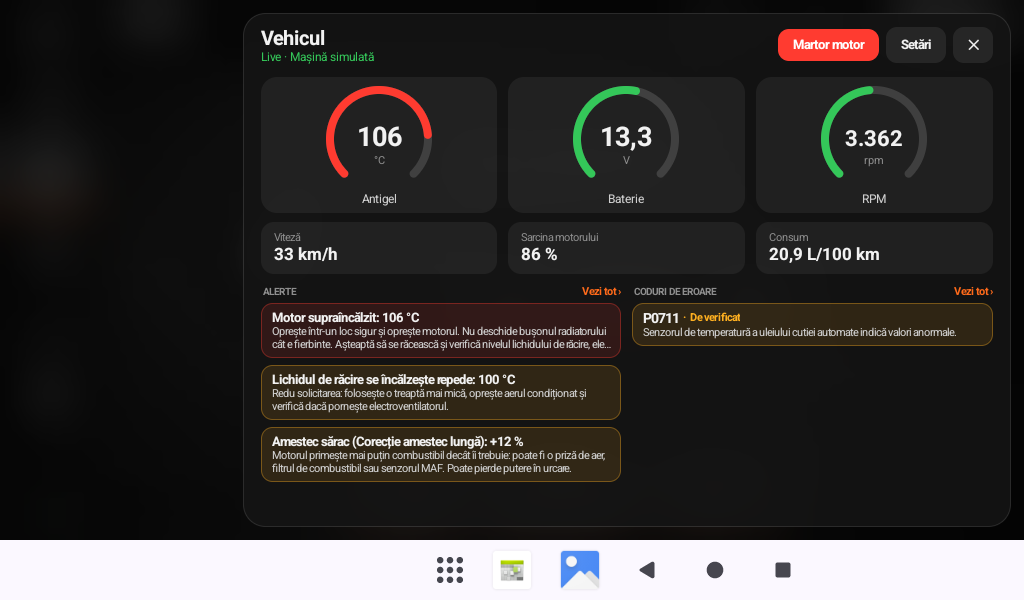 Vehicul
Live · Mașină simulată
Martor motor
Setări
106
°C
Antigel
13,3
V
Baterie
3.362
rpm
RPM
Viteză
33 km/h
Sarcina motorului
86 %
Consum
20,9 L/100 km
ALERTE
Vezi tot ›
Motor supraîncălzit: 106 °C
Oprește într-un loc sigur și oprește motorul. Nu deschide bușonul radiatorului
cât e fierbinte. Așteaptă să se răcească și verifică nivelul lichidului de răcire, ele...
Lichidul de răcire se încălzește repede: 100 °C
Redu solicitarea: folosește o treaptă mai mică, oprește aerul condiționat și
verifică dacă pornește electroventilatorul.
Amestec sărac (Corecție amestec lungă): +12 %
Motorul primește mai puțin combustibil decât îi trebuie: poate fi o priză de aer,
filtrul de combustibil sau senzorul MAF. Poate pierde putere în urcare.
CODURI DE EROARE
Vezi tot ›
P0711 · De verificat
Senzorul de temperatură a uleiului cutiei automate indică valori anormale.